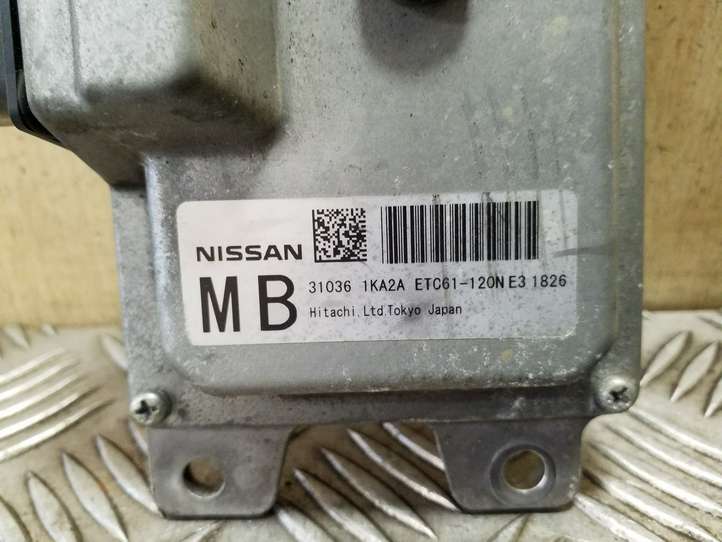 NISSAN
MB 31036 1KA2A ETC61-120N E3 1826
Hitachi.Ltd.Tokyo Japan